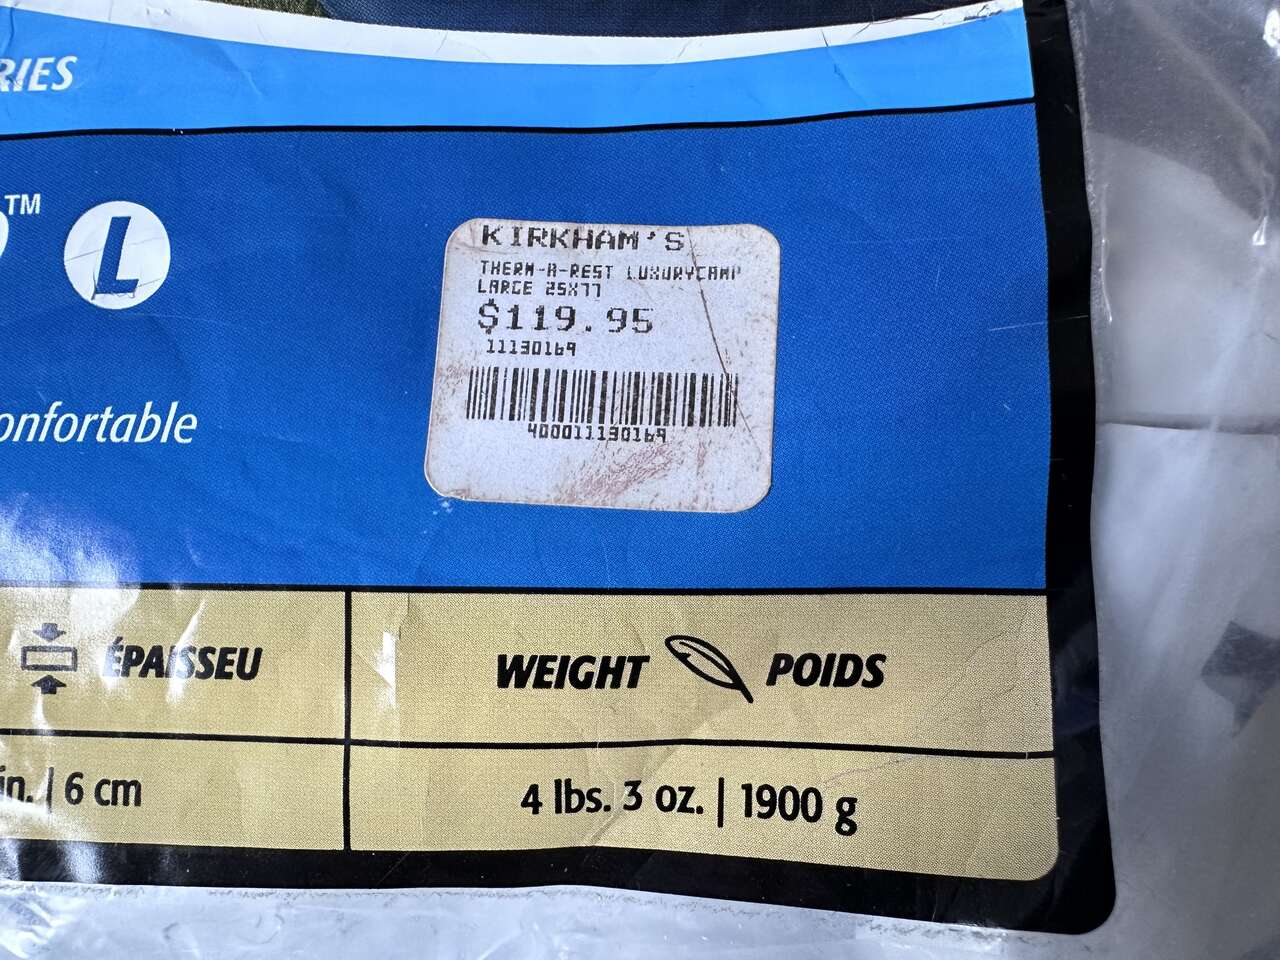 RIES
™ L
KIRKHAM'S
THERM-A-REST LUXURYCAMP
LARGE 25X77
$119.95
11130169
400011130169
onfortable
ÉPAISSEU
WEIGHT POIDS
in. | 6 cm
4 lbs. 3 oz. | 1900 g